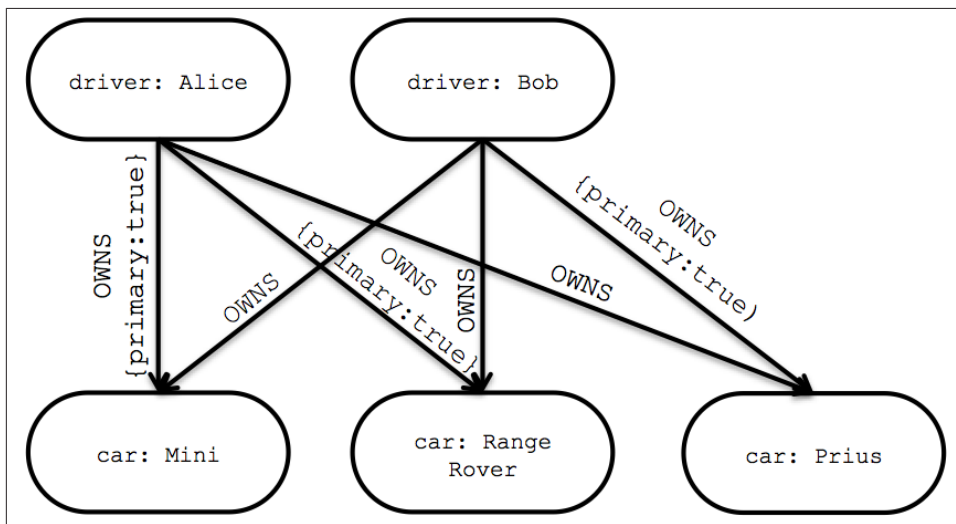 driver: Alice
driver: Bob
OWNS
{primary:true}
OWNS
OWNS
{primary:true}
OWNS
OWNS
OWNS
{primary:true)
car: Mini
car: Range
Rover
car: Prius